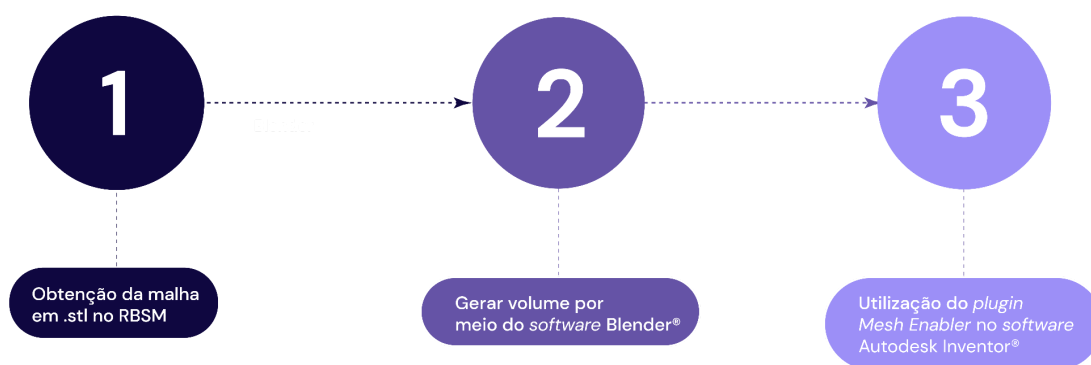 1
2
3
Obtenção da malha
em .stl no RBSM
Gerar volume por
meio do software Blender®
Utilização do plugin
Mesh Enabler no software
Autodesk Inventor®